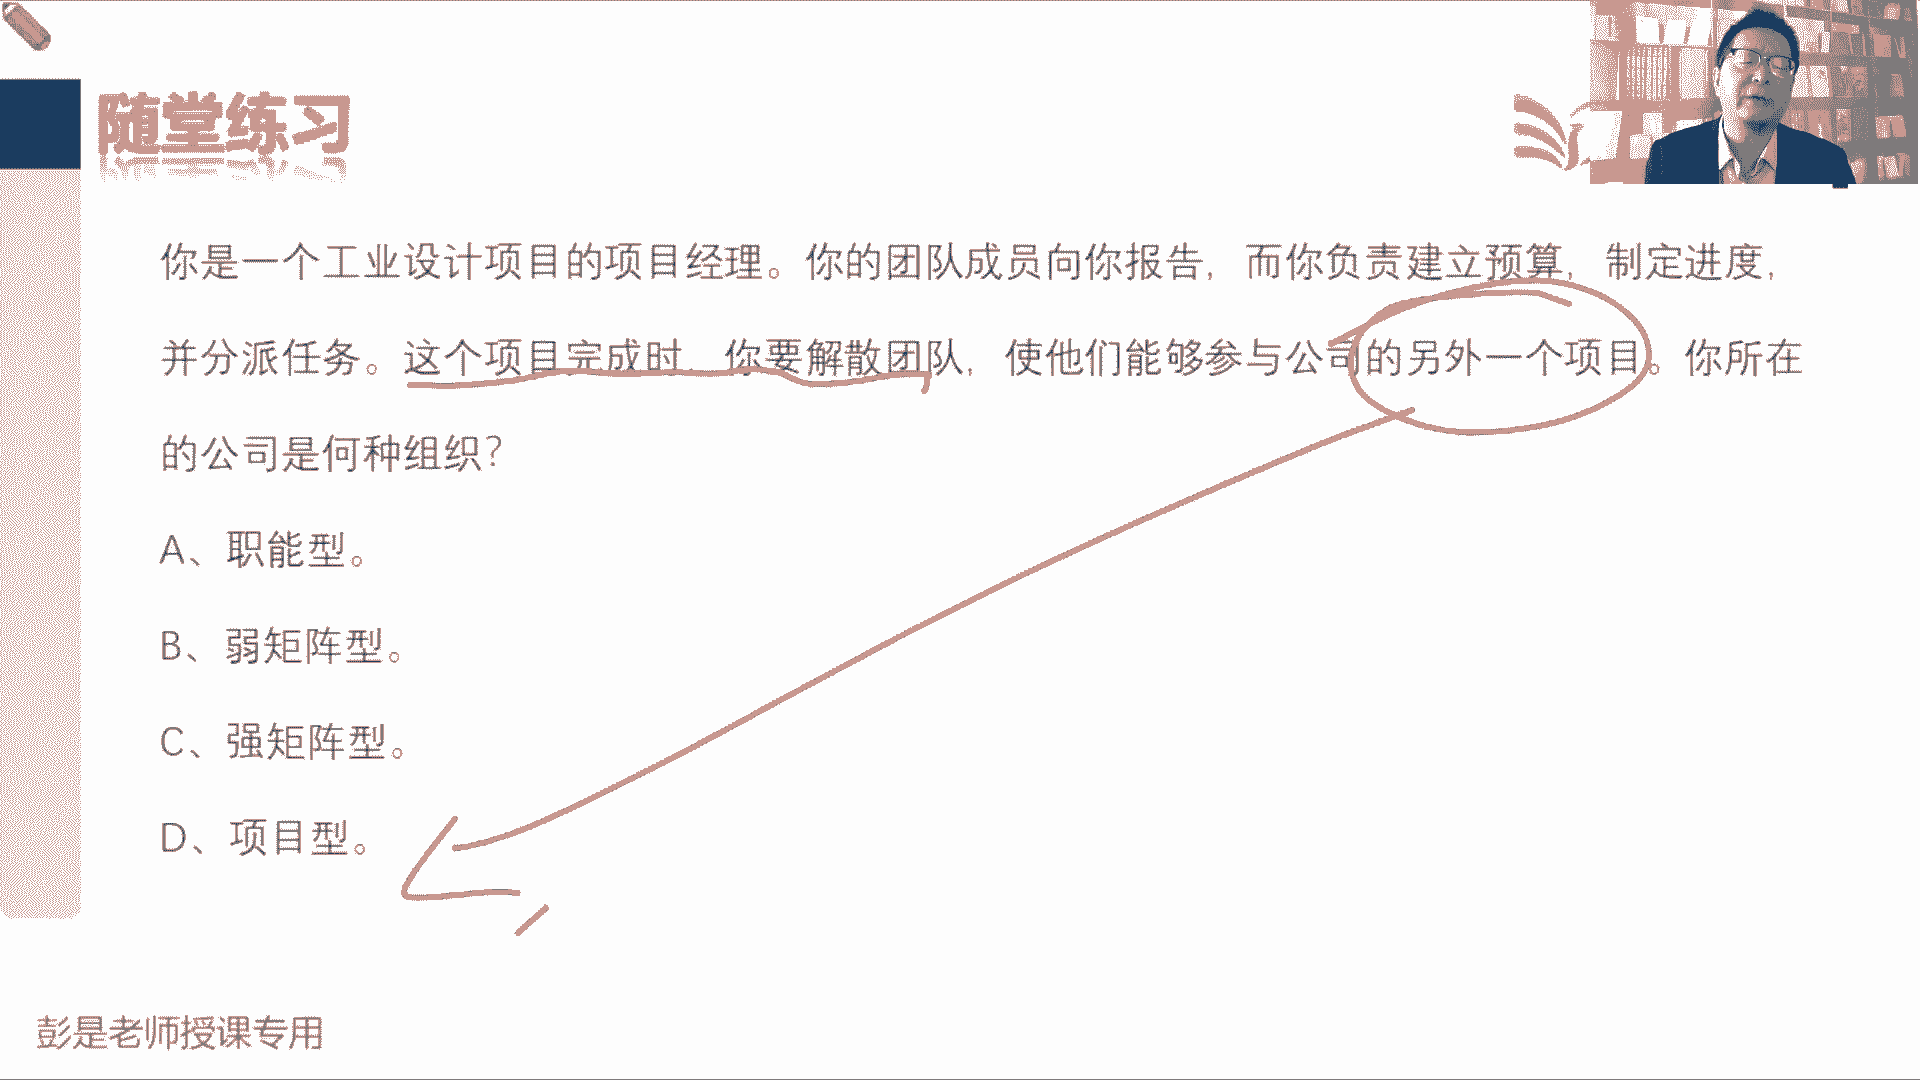 随堂练习
你是一个工业设计项目的项目经理。你的团队成员向你报告，而你负责建立预算，制定进度，
并分派任务。这个项目完成时，你要解散团队，使他们能够参与公司的另外一个项目。你所在
的公司是何种组织？
A、职能型。
B、弱矩阵型。
C、强矩阵型。
D、项目型。
彭是老师授课专用